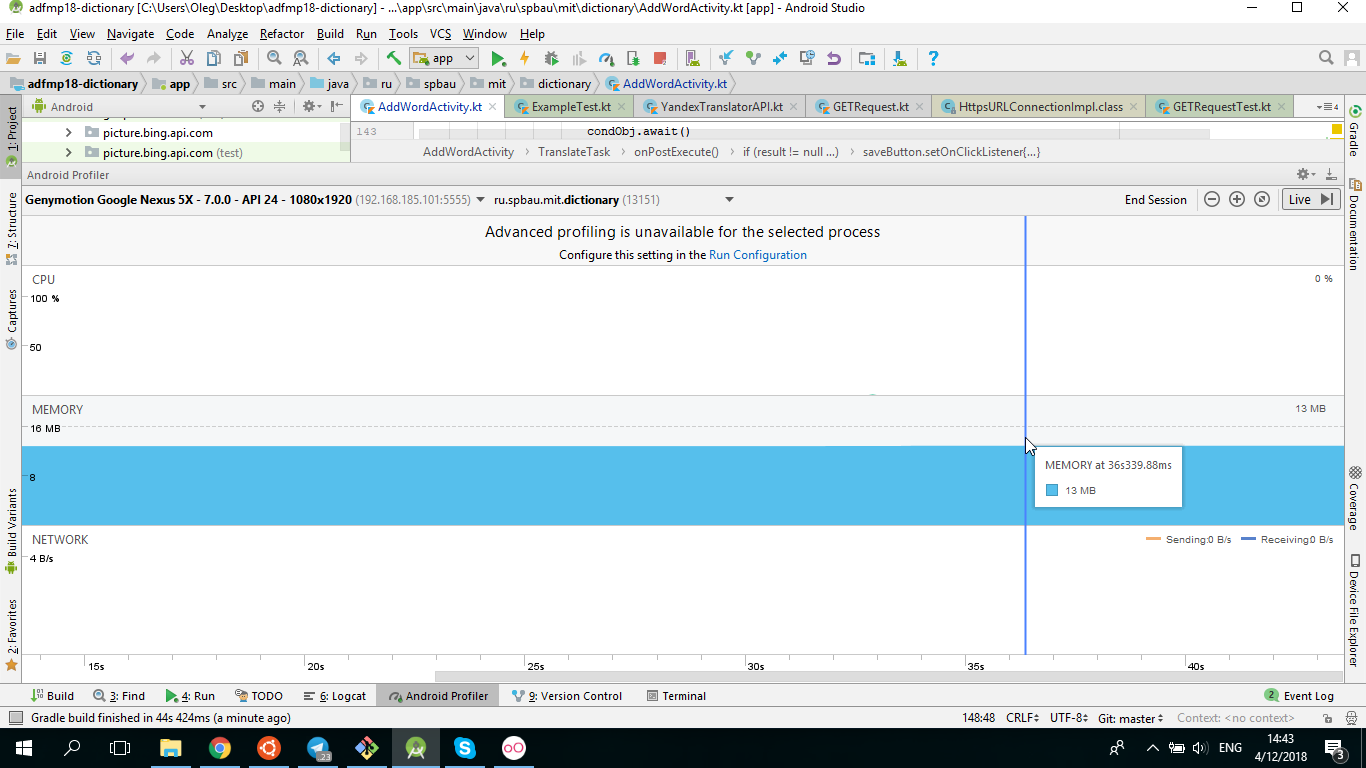 adfmp18-dictionary [C:\Users\Oleg\Desktop\adfmp18-dictionary] - ...\app\src\main\java\ru\spbau\mit\dictionary\AddWordActivity.kt [app] - Android Studio
File Edit View Navigate Code Analyze Refactor Build Run Tools VCS Window Help
app
adfmp18-dictionary app src main java ru spbau mit dictionary AddWordActivity.kt
Android AddWordActivity.kt ExampleTest.kt YandexTranslatorAPI.kt GETRequest.kt HttpsURLConnectionImpl.class GETRequestTest.kt 4
picture.bing.api.com 143 condObj.await()
picture.bing.api.com (test) AddWordActivity TranslateTask onPostExecute() if (result != null ...) saveButton.setOnClickListener{...}
Android Profiler
Genymotion Google Nexus 5X - 7.0.0 - API 24 - 1080x1920 (192.168.185.101:5555) ru.spbau.mit.dictionary (13151) End Session Live
Advanced profiling is unavailable for the selected process
Configure this setting in the Run Configuration
CPU 0 %
100 %
50
MEMORY 13 MB
16 MB
8
MEMORY at 36s339.88ms
13 MB
NETWORK Sending:0 B/s Receiving:0 B/s
4 B/s
15s 20s 25s 30s 35s 40s
1: Project
7: Structure
Captures
Build Variants
2: Favorites
Gradle
Documentation
Coverage
Device File Explorer
Build 3: Find 4: Run TODO 6: Logcat Android Profiler 9: Version Control Terminal 2 Event Log
Gradle build finished in 44s 424ms (a minute ago) 148:48 CRLF UTF-8 Git: master Context: <no context>
23 ENG 14:43
4/12/2018 3